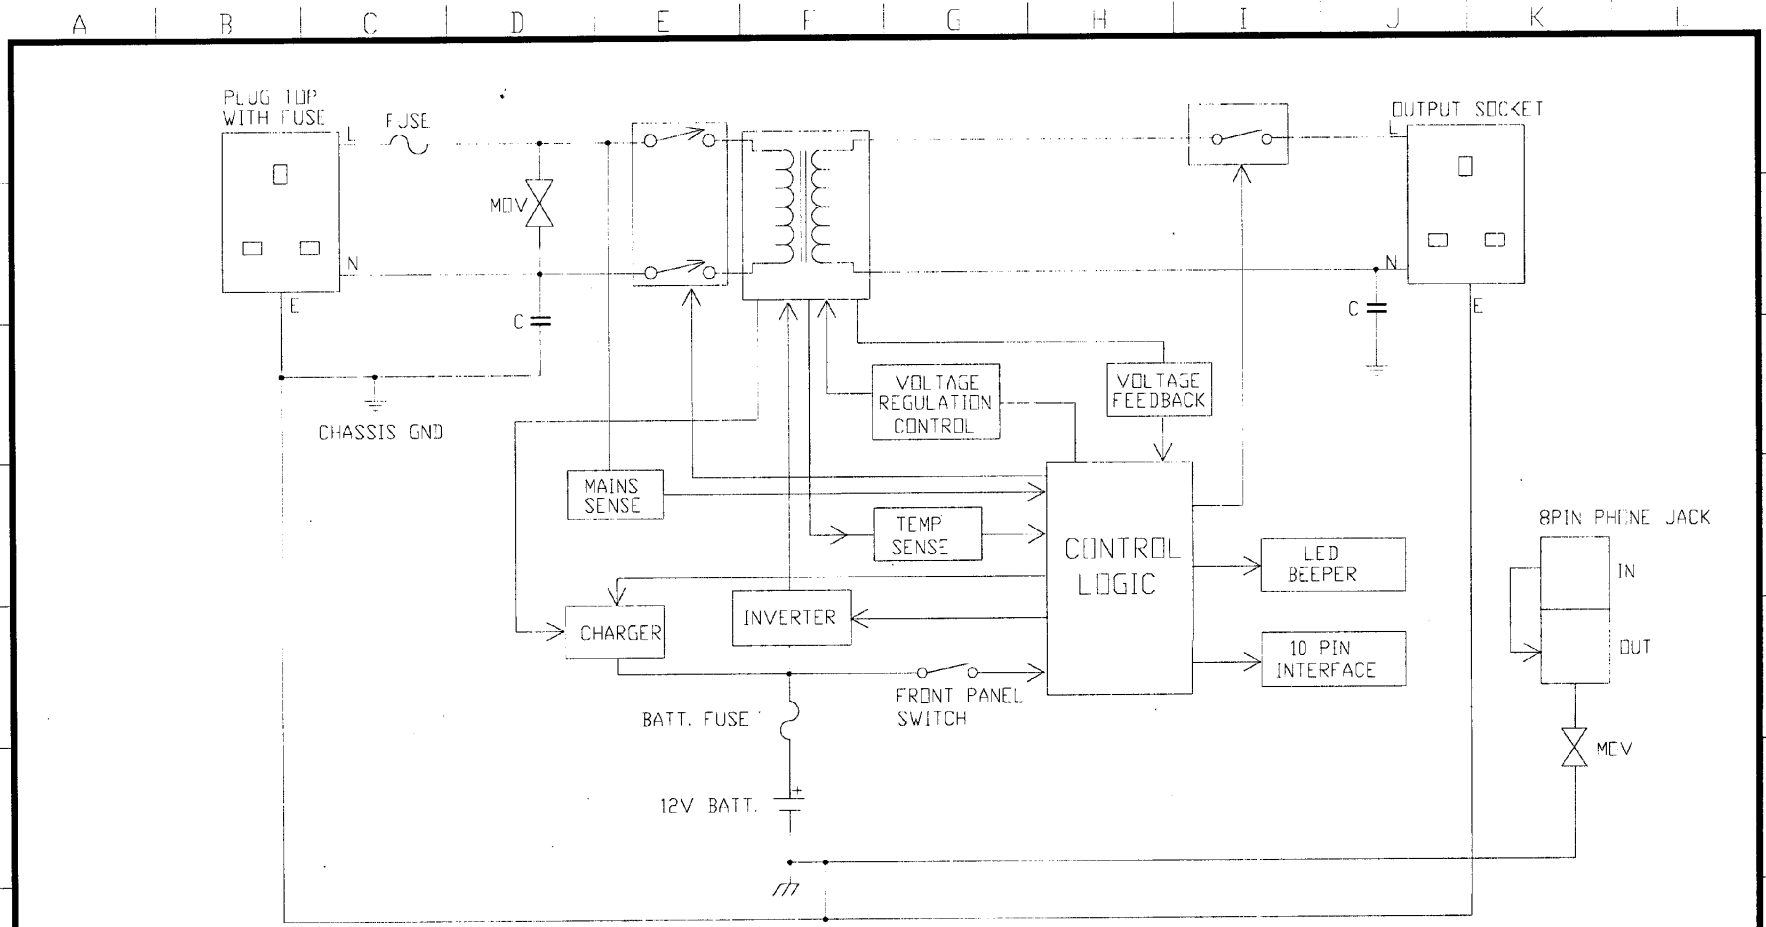 A B C D E F G H I J K L
PLUG TOP
WITH FUSE
L
FUSE
OUTPUT SOCKET
L
MOV
N
N
E
E
C
C
VOLTAGE
REGULATION
CONTROL
VOLTAGE
FEEDBACK
CHASSIS GND
MAINS
SENSE
TEMP
SENSE
CONTROL
LOGIC
LED
BEEPER
8PIN PHONE JACK
IN
OUT
CHARGER
INVERTER
10 PIN
INTERFACE
FRONT PANEL
SWITCH
BATT. FUSE
MOV
12V BATT.
+